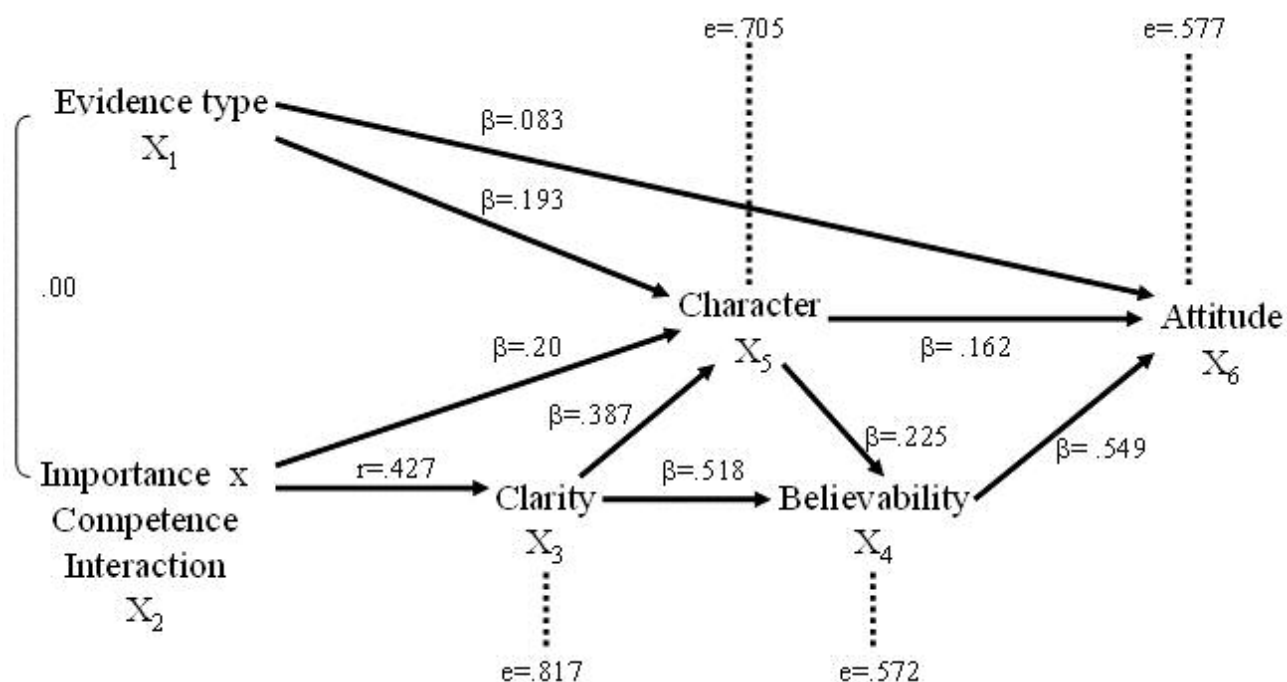 e=.705
e=.577
Evidence type
X₁
β=.083
β=.193
.00
Character
X₅
β= .162
Attitude
X₆
β=.20
β=.387
β=.225
β= .549
Importance x
Competence
Interaction
X₂
r=.427
Clarity
X₃
β=.518
Believability
X₄
e=.817
e=.572